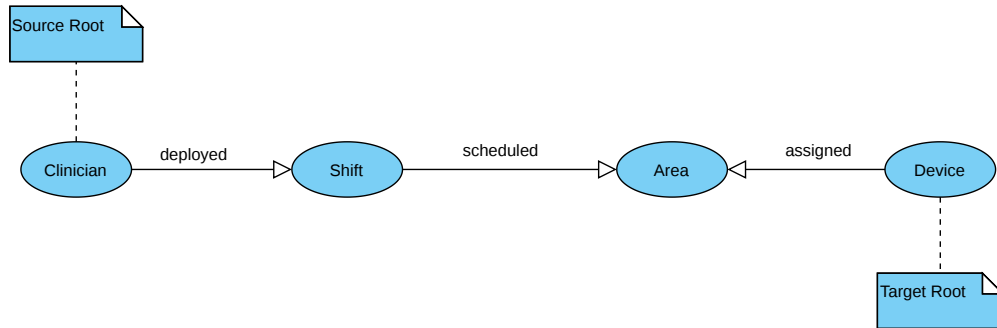 Source Root
deployed
scheduled
assigned
Clinician
Shift
Area
Device
Target Root